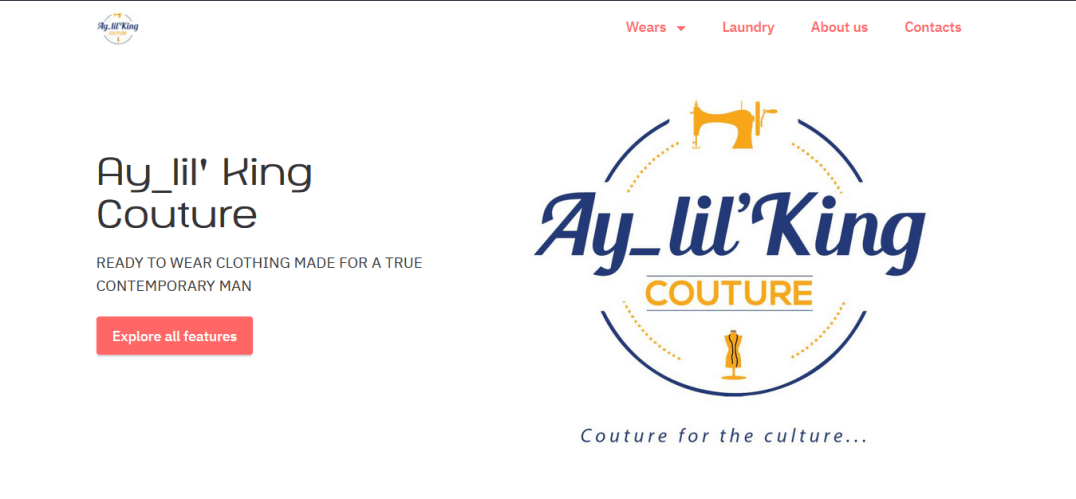 Ay_lil'King
COUTURE
Wears
Laundry
About us
Contacts
Ay_lil' King
Couture
READY TO WEAR CLOTHING MADE FOR A TRUE
CONTEMPORARY MAN
Explore all features
Ay_lil’King
COUTURE
Couture for the culture...